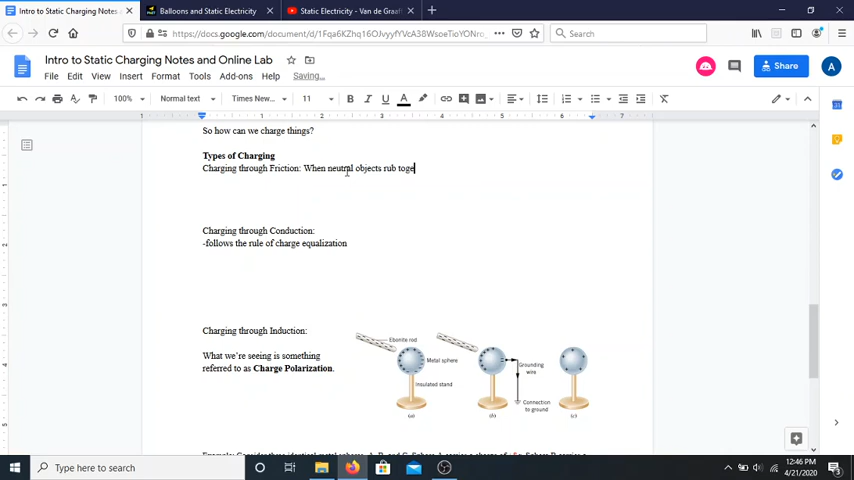 Intro to Static Charging Notes and Online Lab
Balloons and Static Electricity
Static Electricity - Van de Graaff
https://docs.google.com/document/d/1Fqa6KZhq16OJvyyfYVcA38WsoeTioYONro_
Search
Intro to Static Charging Notes and Online Lab
File Edit View Insert Format Tools Add-ons Help Saving...
Share
A
100% Normal text Times New... 11
So how can we charge things?
Types of Charging
Charging through Friction: When neutral objects rub toge
Charging through Conduction:
-follows the rule of charge equalization
Charging through Induction:
What we're seeing is something
referred to as Charge Polarization.
Ebonite rod
Metal sphere
Insulated stand
Grounding
wire
Connection
to ground
(a) (b) (c)
Type here to search
12:46 PM
4/21/2020